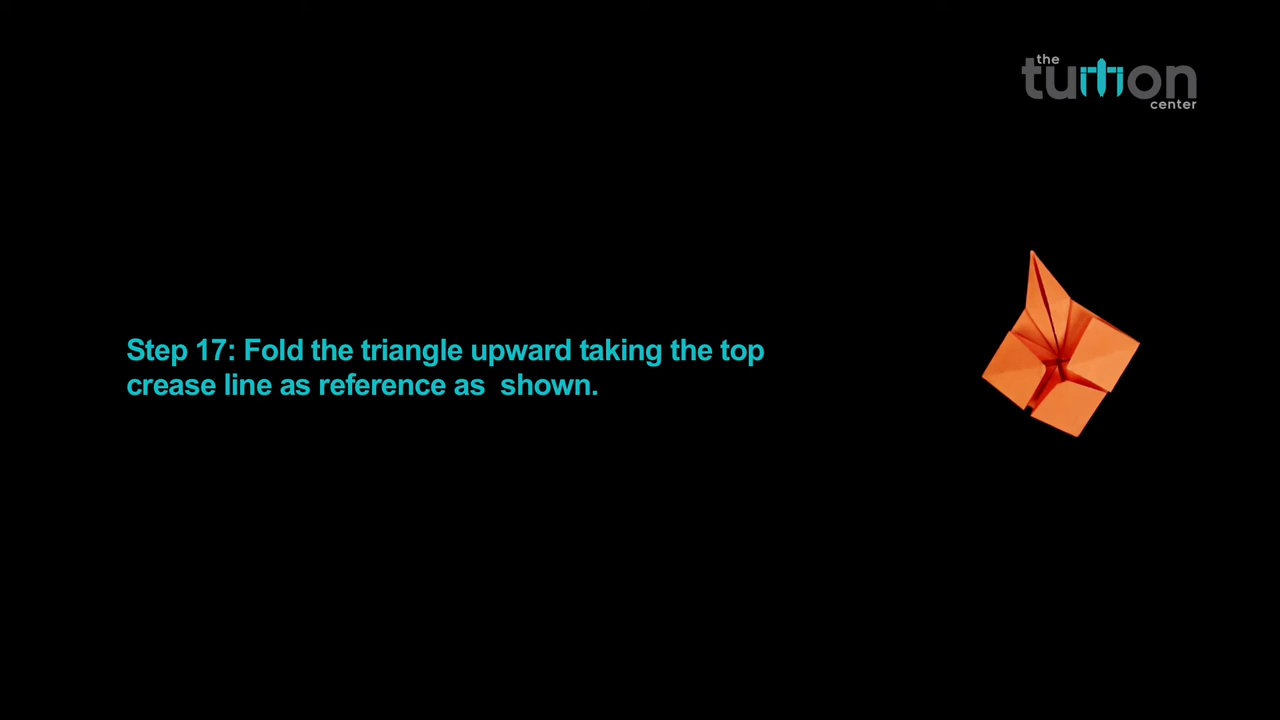 the
tuition
center
Step 17: Fold the triangle upward taking the top
crease line as reference as  shown.